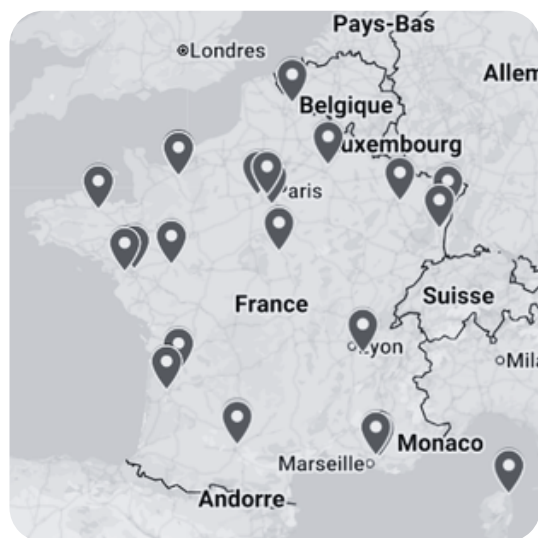 Pays-Bas
Londres
Allem
Belgique
uxembourg
aris
France
Suisse
yon
Mila
Monaco
Marseille
Andorre